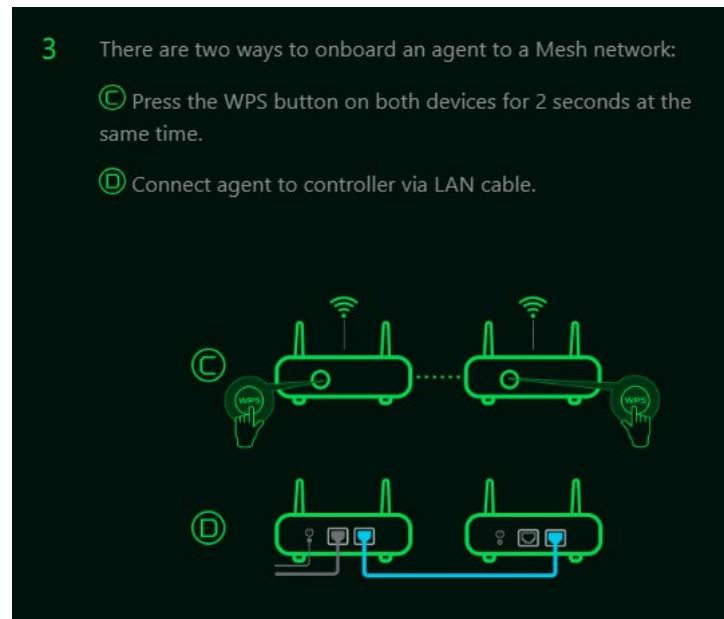 3 There are two ways to onboard an agent to a Mesh network:
Ⓒ Press the WPS button on both devices for 2 seconds at the
same time.
Ⓓ Connect agent to controller via LAN cable.
Ⓒ
WPS
WPS
Ⓓ